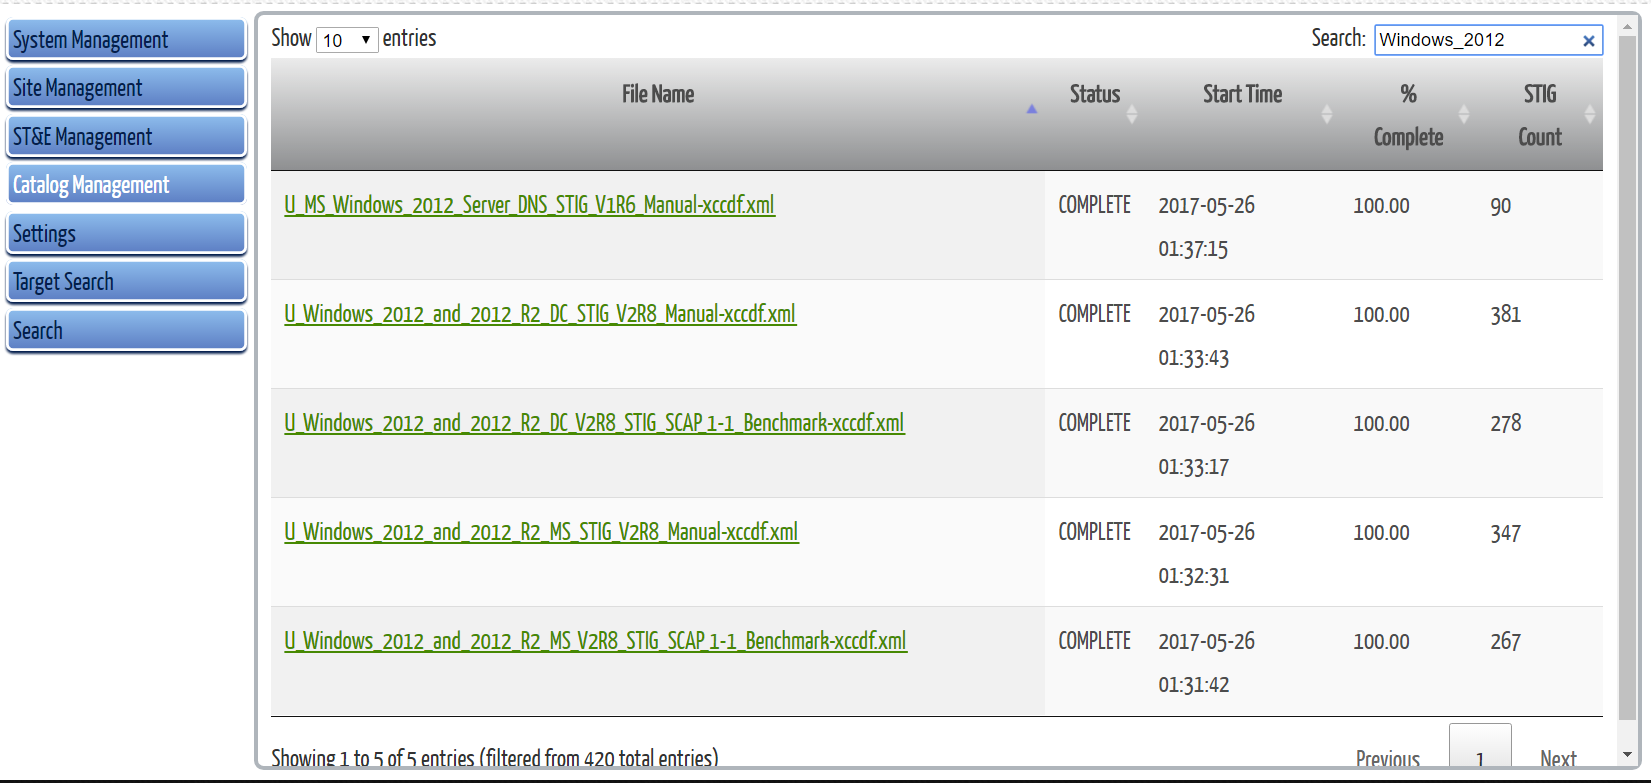 System Management
Site Management
ST&E Management
Catalog Management
Settings
Target Search
Search
Show 10 entries
Search: Windows_2012
File Name Status Start Time % Complete STIG Count
U_MS_Windows_2012_Server_DNS_STIG_V1R6_Manual-xccdf.xml COMPLETE 2017-05-26 100.00 90
01:37:15
U_Windows_2012_and_2012_R2_DC_STIG_V2R8_Manual-xccdf.xml COMPLETE 2017-05-26 100.00 381
01:33:43
U_Windows_2012_and_2012_R2_DC_V2R8_STIG_SCAP_1-1_Benchmark-xccdf.xml COMPLETE 2017-05-26 100.00 278
01:33:17
U_Windows_2012_and_2012_R2_MS_STIG_V2R8_Manual-xccdf.xml COMPLETE 2017-05-26 100.00 347
01:32:31
U_Windows_2012_and_2012_R2_MS_V2R8_STIG_SCAP_1-1_Benchmark-xccdf.xml COMPLETE 2017-05-26 100.00 267
01:31:42
Showing 1 to 5 of 5 entries (filtered from 420 total entries)
Previous 1 Next